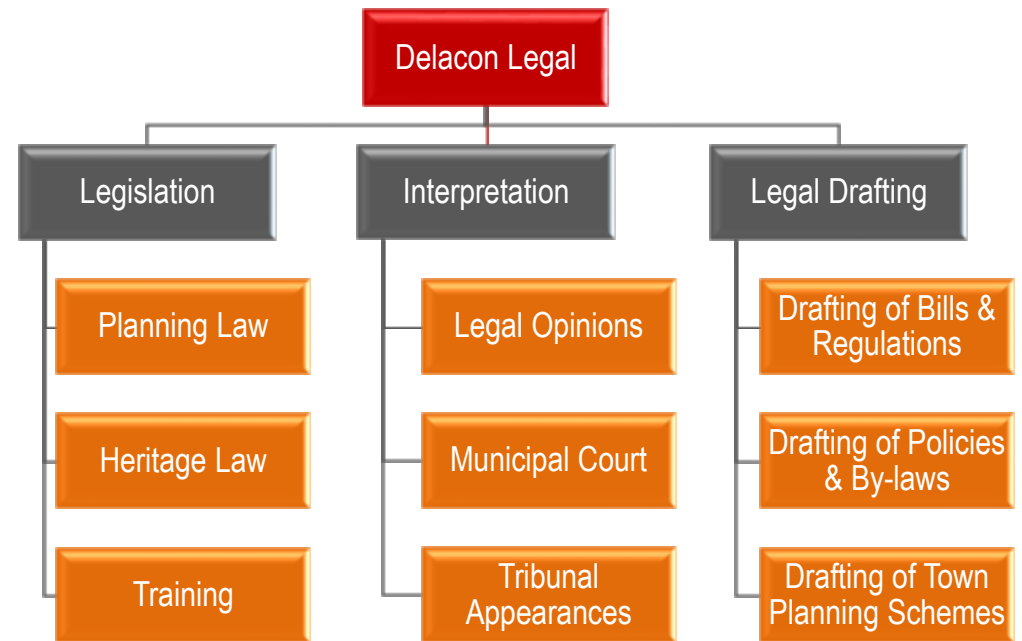 Delacon Legal
Legislation
Interpretation
Legal Drafting
Planning Law
Legal Opinions
Drafting of Bills &
Regulations
Heritage Law
Municipal Court
Drafting of Policies
& By-laws
Training
Tribunal
Appearances
Drafting of Town
Planning Schemes